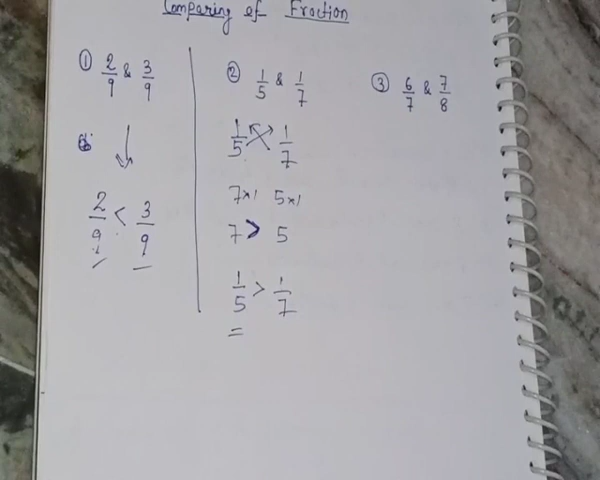 Comparing of Fraction
① 2/9 & 3/9
2/9 < 3/9
② 1/5 & 1/7
1/5 1/7
7×1 5×1
7 > 5
1/5 > 1/7
=
③ 6/7 & 7/8